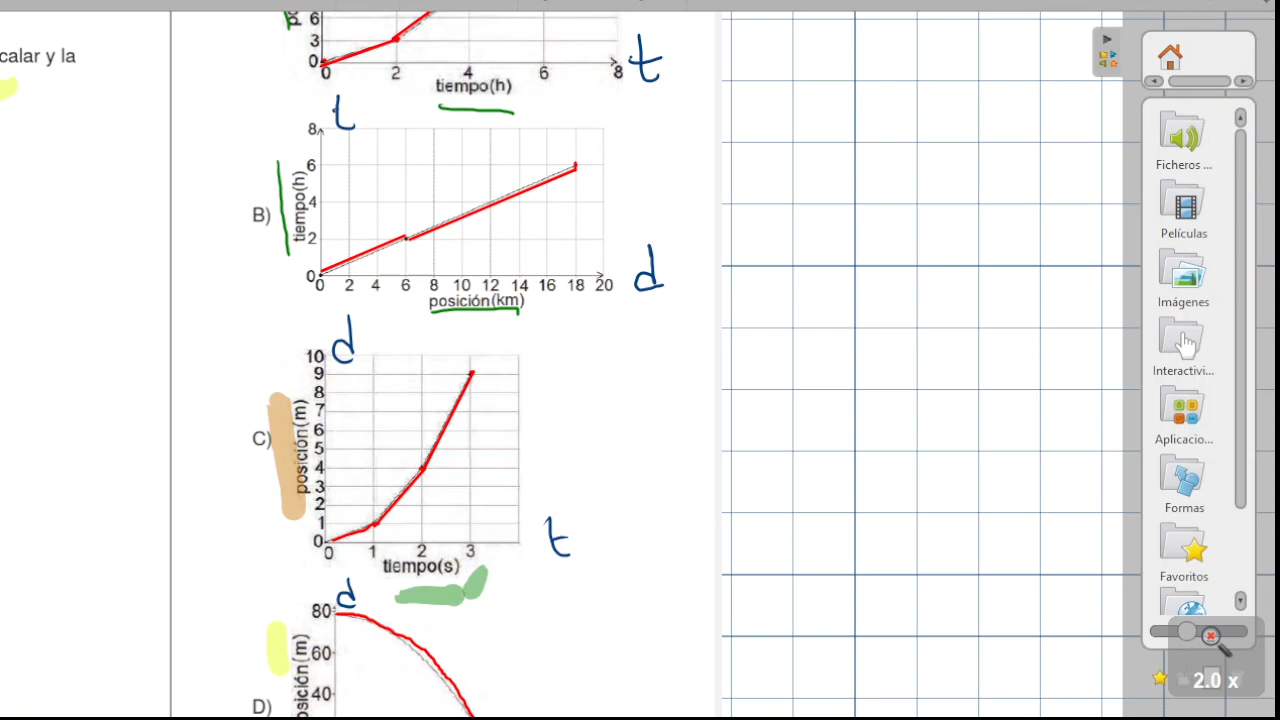 calar y la
6
3
0
0 2 4 6 8
tiempo(h)
t
t
8
6
4
2
0
tiempo(h)
B)
0 2 4 6 8 10 12 14 16 18 20
posición(km)
d
d
10
9
8
7
6
5
4
3
2
1
0
posición(m)
C)
0 1 2 3
tiempo(s)
t
d
80
60
40
posición(m)
D)
Ficheros ...
Películas
Imágenes
Interactivi...
Aplicacio...
Formas
Favoritos
2.0 x